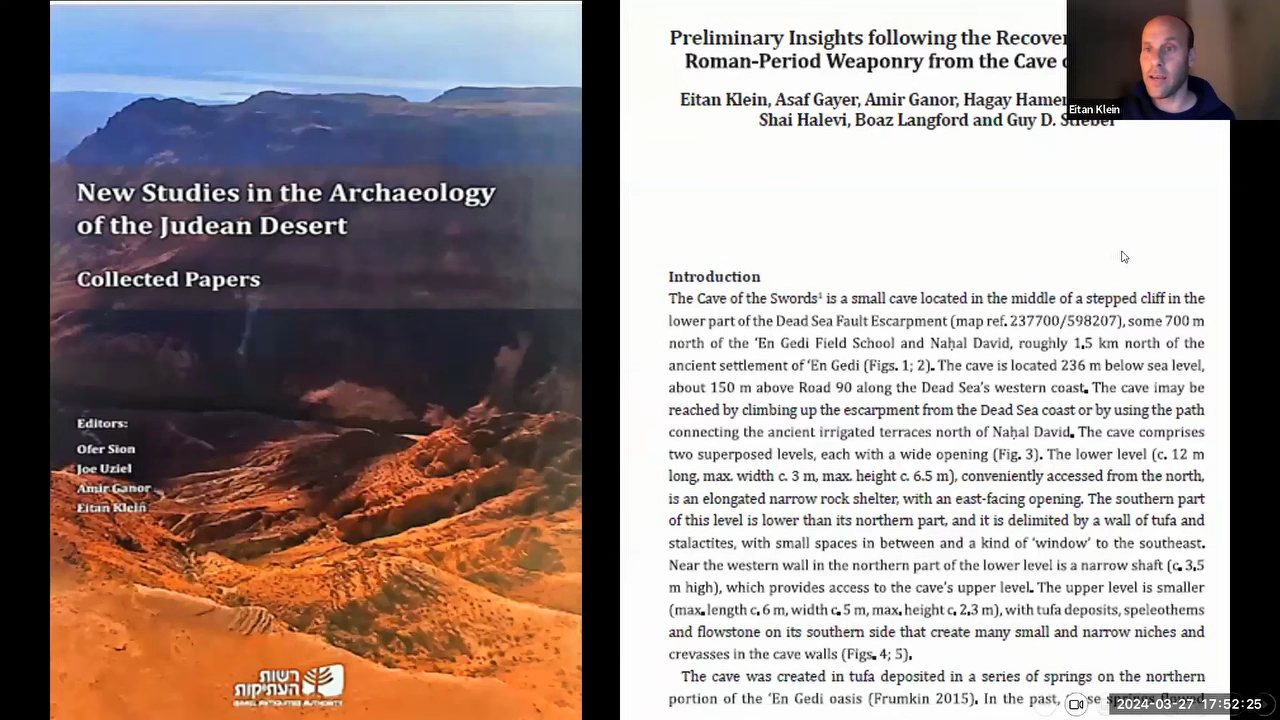 New Studies in the Archaeology
of the Judean Desert
Collected Papers
Editors:
Ofer Sion
Joe Uziel
Amir Ganor
Eitan Klein
רשות
העתיקות
ISRAEL ANTIQUITIES AUTHORITY
Preliminary Insights following the Recover
Roman-Period Weaponry from the Cave
Eitan Klein, Asaf Gayer, Amir Ganor, Hagay Hamer
Shai Halevi, Boaz Langford and Guy D. Stiebel
Eitan Klein
Introduction
The Cave of the Swords¹ is a small cave located in the middle of a stepped cliff in the
lower part of the Dead Sea Fault Escarpment (map ref. 237700/598207), some 700 m
north of the ‘En Gedi Field School and Naḥal David, roughly 1.5 km north of the
ancient settlement of ‘En Gedi (Figs. 1; 2). The cave is located 236 m below sea level,
about 150 m above Road 90 along the Dead Sea’s western coast. The cave imay be
reached by climbing up the escarpment from the Dead Sea coast or by using the path
connecting the ancient irrigated terraces north of Naḥal David. The cave comprises
two superposed levels, each with a wide opening (Fig. 3). The lower level (c. 12 m
long, max. width c. 3 m, max. height c. 6.5 m), conveniently accessed from the north,
is an elongated narrow rock shelter, with an east-facing opening. The southern part
of this level is lower than its northern part, and it is delimited by a wall of tufa and
stalactites, with small spaces in between and a kind of ‘window’ to the southeast.
Near the western wall in the northern part of the lower level is a narrow shaft (c. 3.5
m high), which provides access to the cave’s upper level. The upper level is smaller
(max. length c. 6 m, width c. 5 m, max. height c. 2.3 m), with tufa deposits, speleothems
and flowstone on its southern side that create many small and narrow niches and
crevasses in the cave walls (Figs. 4; 5).
The cave was created in tufa deposited in a series of springs on the northern
portion of the ‘En Gedi oasis (Frumkin 2015). In the past,
2024-03-27 17:52:25